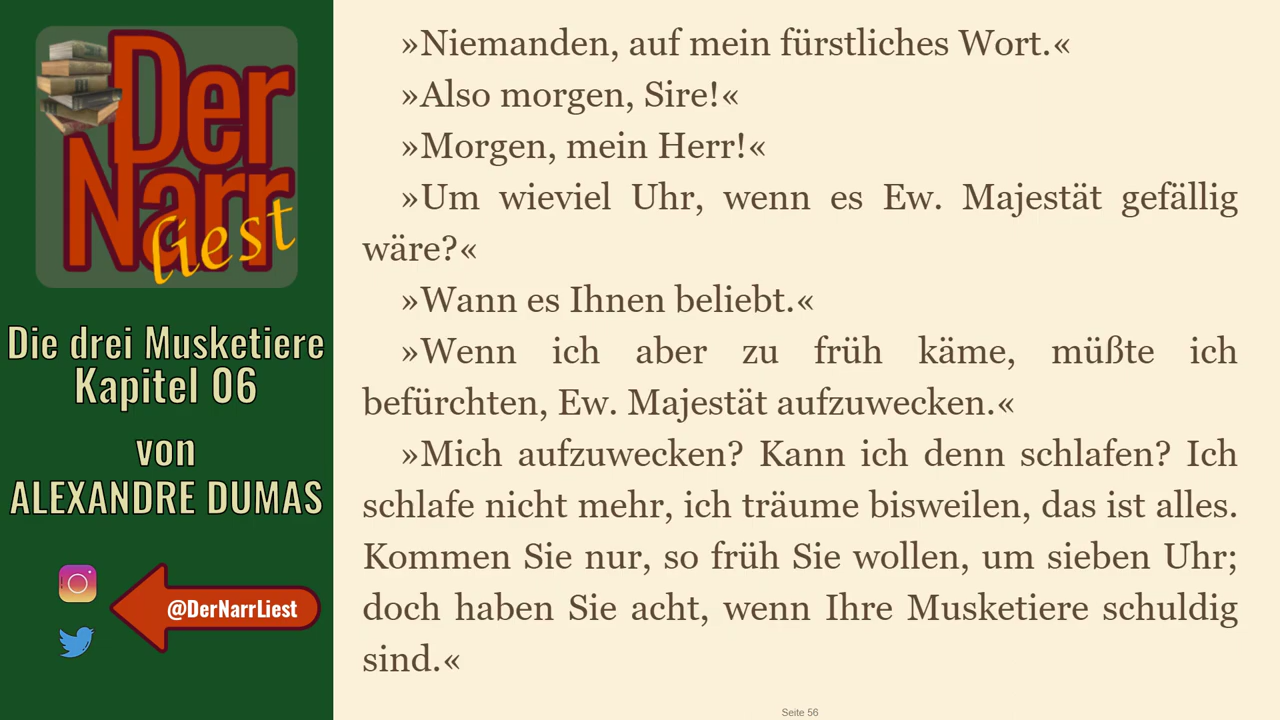 Der
Narr
liest
Die drei Musketiere
Kapitel 06
von
ALEXANDRE DUMAS
@DerNarrLiest
»Niemanden, auf mein fürstliches Wort.«
»Also morgen, Sire!«
»Morgen, mein Herr!«
»Um wieviel Uhr, wenn es Ew. Majestät gefällig
wäre?«
»Wann es Ihnen beliebt.«
»Wenn ich aber zu früh käme, müßte ich
befürchten, Ew. Majestät aufzuwecken.«
»Mich aufzuwecken? Kann ich denn schlafen? Ich
schlafe nicht mehr, ich träume bisweilen, das ist alles.
Kommen Sie nur, so früh Sie wollen, um sieben Uhr;
doch haben Sie acht, wenn Ihre Musketiere schuldig
sind.«
Seite 56